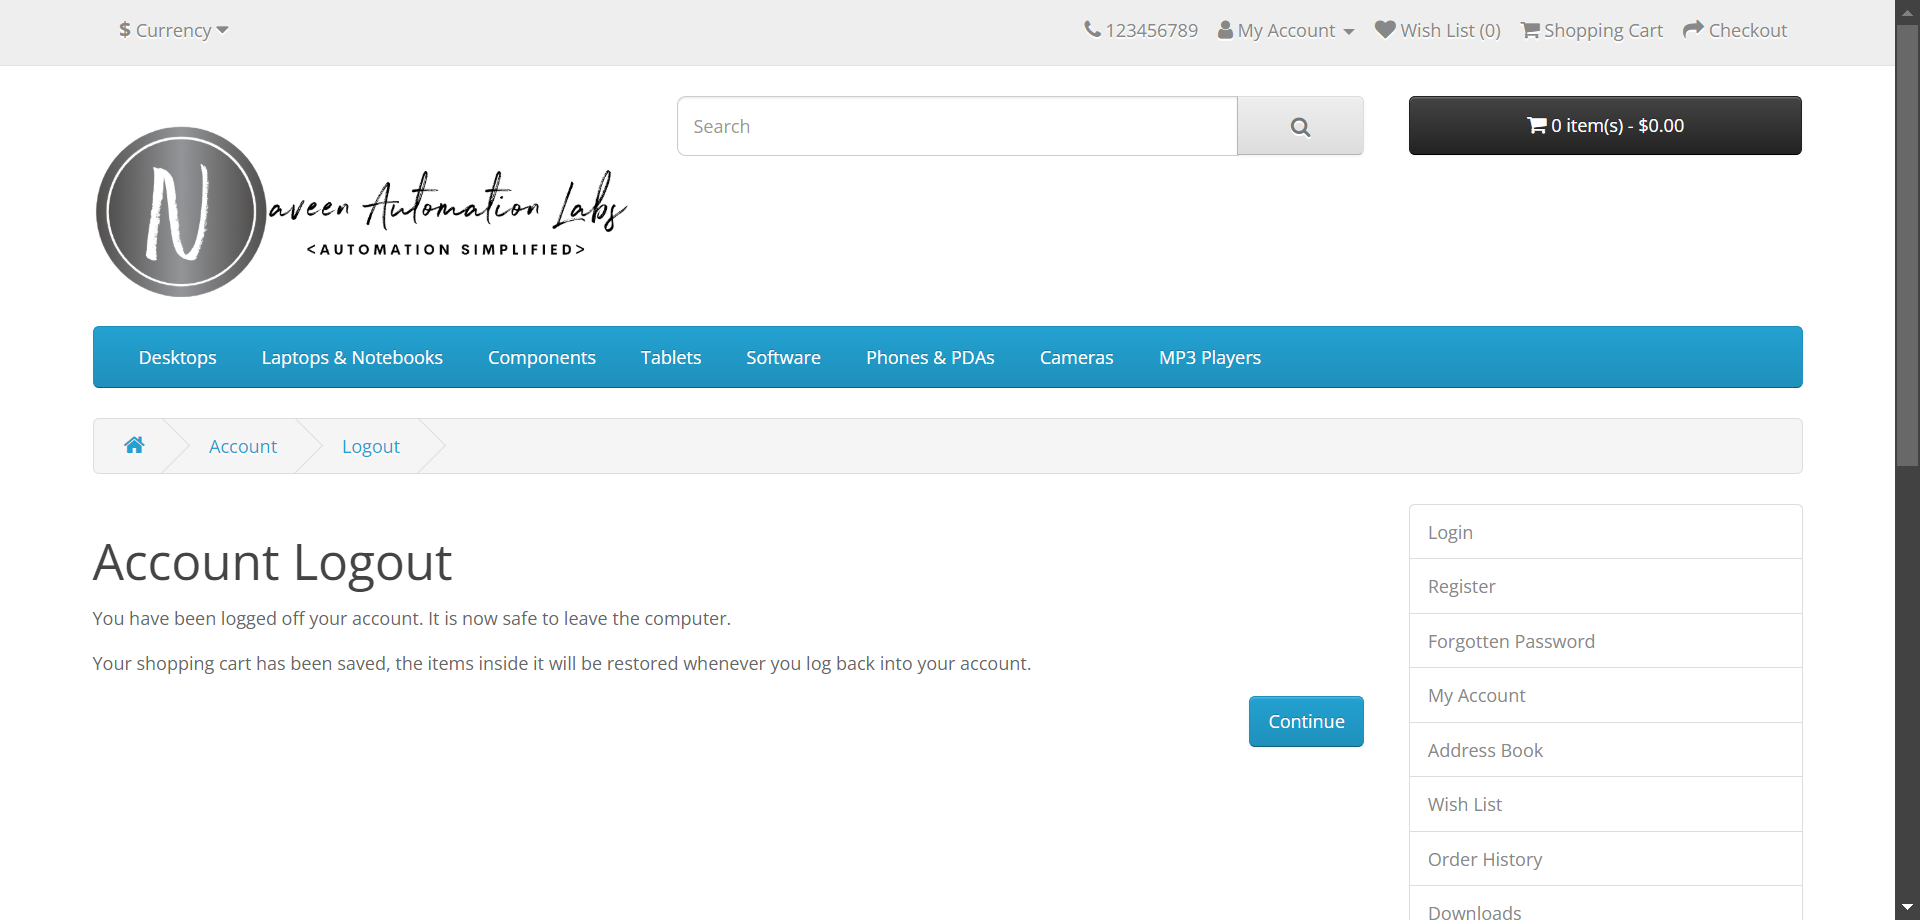 $ Currency
123456789 My Account Wish List (0) Shopping Cart Checkout
Search
0 item(s) - $0.00
Naveen Automation Labs
<AUTOMATION SIMPLIFIED>
Desktops Laptops & Notebooks Components Tablets Software Phones & PDAs Cameras MP3 Players
Account Logout
Account Logout
You have been logged off your account. It is now safe to leave the computer.
Your shopping cart has been saved, the items inside it will be restored whenever you log back into your account.
Continue
Login
Register
Forgotten Password
My Account
Address Book
Wish List
Order History
Downloads